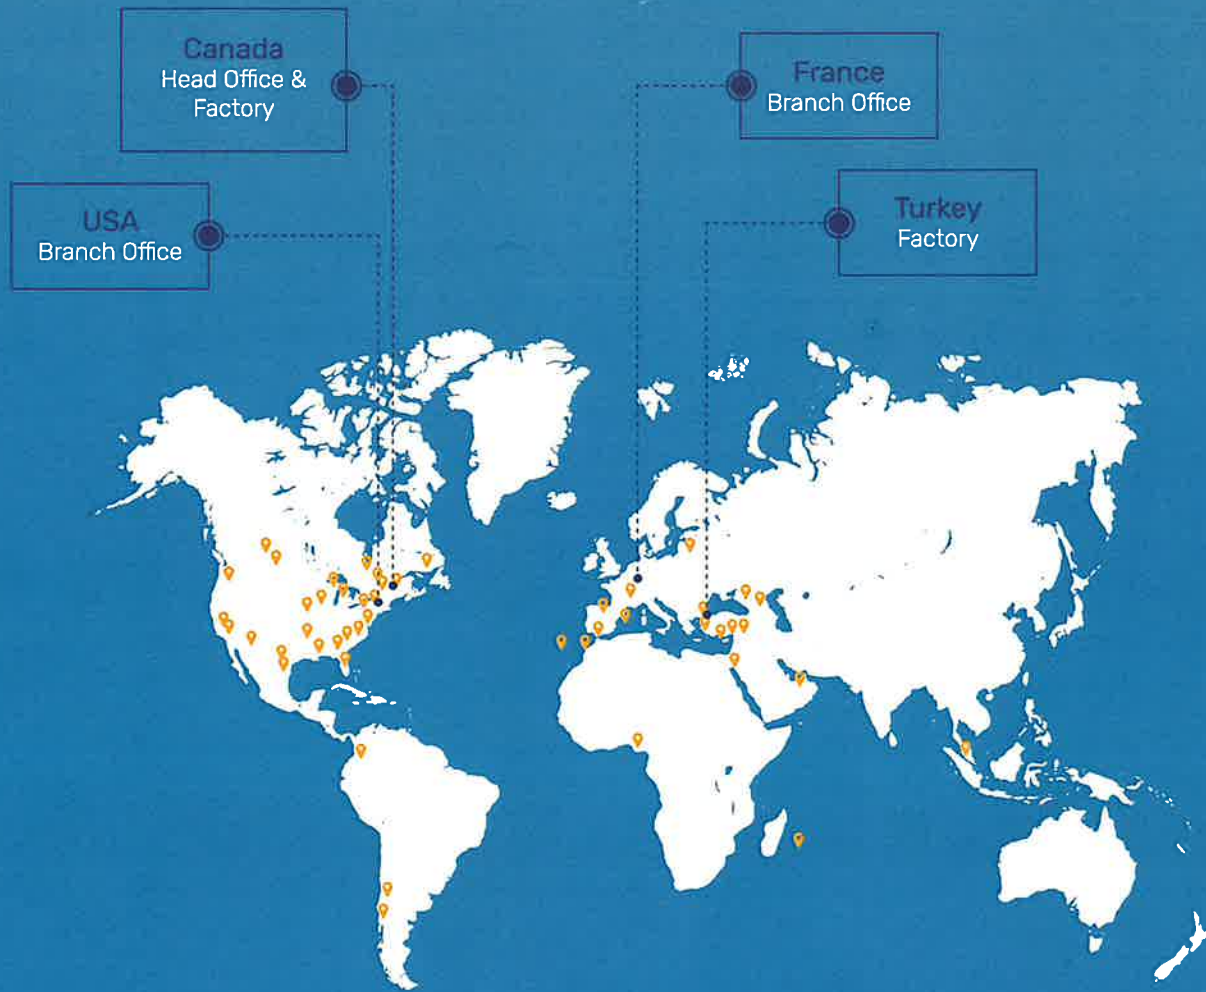 Canada
Head Office &
Factory
France
Branch Office
USA
Branch Office
Turkey
Factory